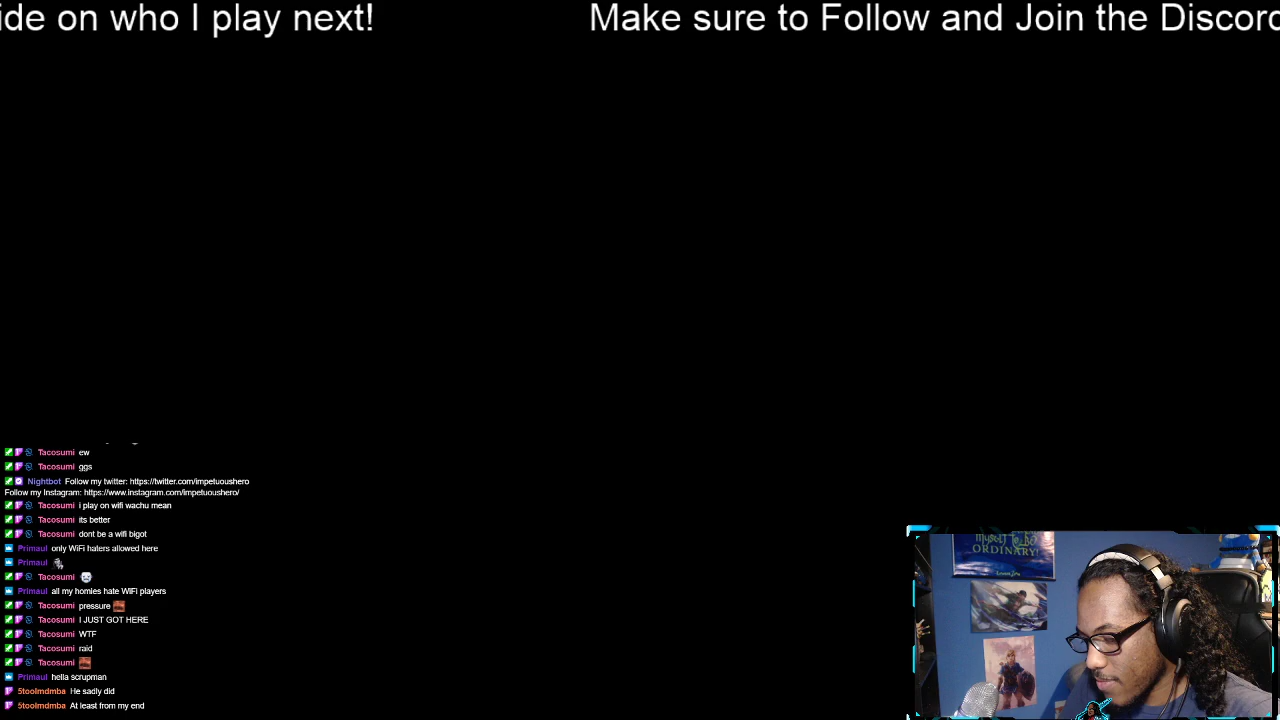 ide on who I play next!
Make sure to Follow and Join the Discord
Tacosumi ew
Tacosumi ggs
Nightbot Follow my twitter: https://twitter.com/impetuoushero
Follow my Instagram: https://www.instagram.com/impetuoushero/
Tacosumi i play on wifi wachu mean
Tacosumi its better
Tacosumi dont be a wifi bigot
Primaul only WiFi haters allowed here
Primaul
Tacosumi
Primaul all my homies hate WiFi players
Tacosumi pressure
Tacosumi I JUST GOT HERE
Tacosumi WTF
Tacosumi raid
Tacosumi
Primaul hella scrupman
5toolmdmba He sadly did
5toolmdmba At least from my end
Myself To Be
ORDINARY!